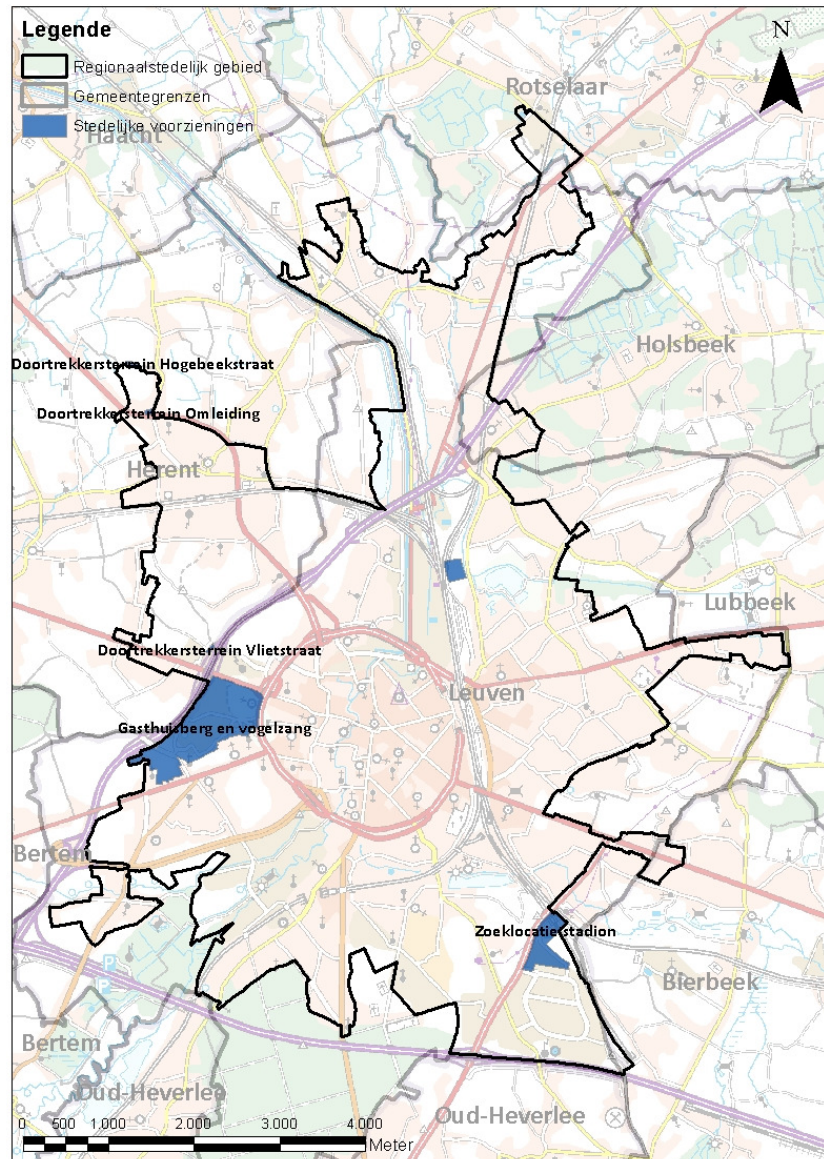 Legende
Regionaalstedelijk gebied
Gemeentegrenzen
Stedelijke voorzieningen
N
Rotselaar
Haacht
Holsbeek
Doortrekkersterrein Hogebeekstraat
Doortrekkersterrein Omleiding
Herent
Lubbeek
Doortrekkersterrein Vlietstraat
Leuven
Gasthuisberg en vogelzang
Bertem
Zoeklocatie stadion
Bierbeek
Bertem
Oud-Heverlee
Oud-Heverlee
0 500 1.000 2.000 3.000 4.000
Meter